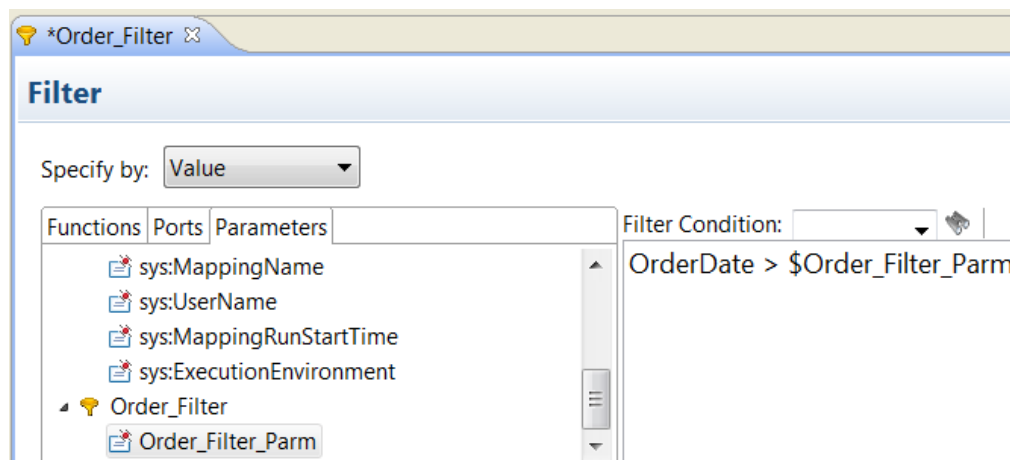 *Order_Filter
Filter
Specify by: Value
Functions Ports Parameters
Filter Condition:
sys:MappingName
sys:UserName
sys:MappingRunStartTime
sys:ExecutionEnvironment
Order_Filter
Order_Filter_Parm
OrderDate > $Order_Filter_Parm